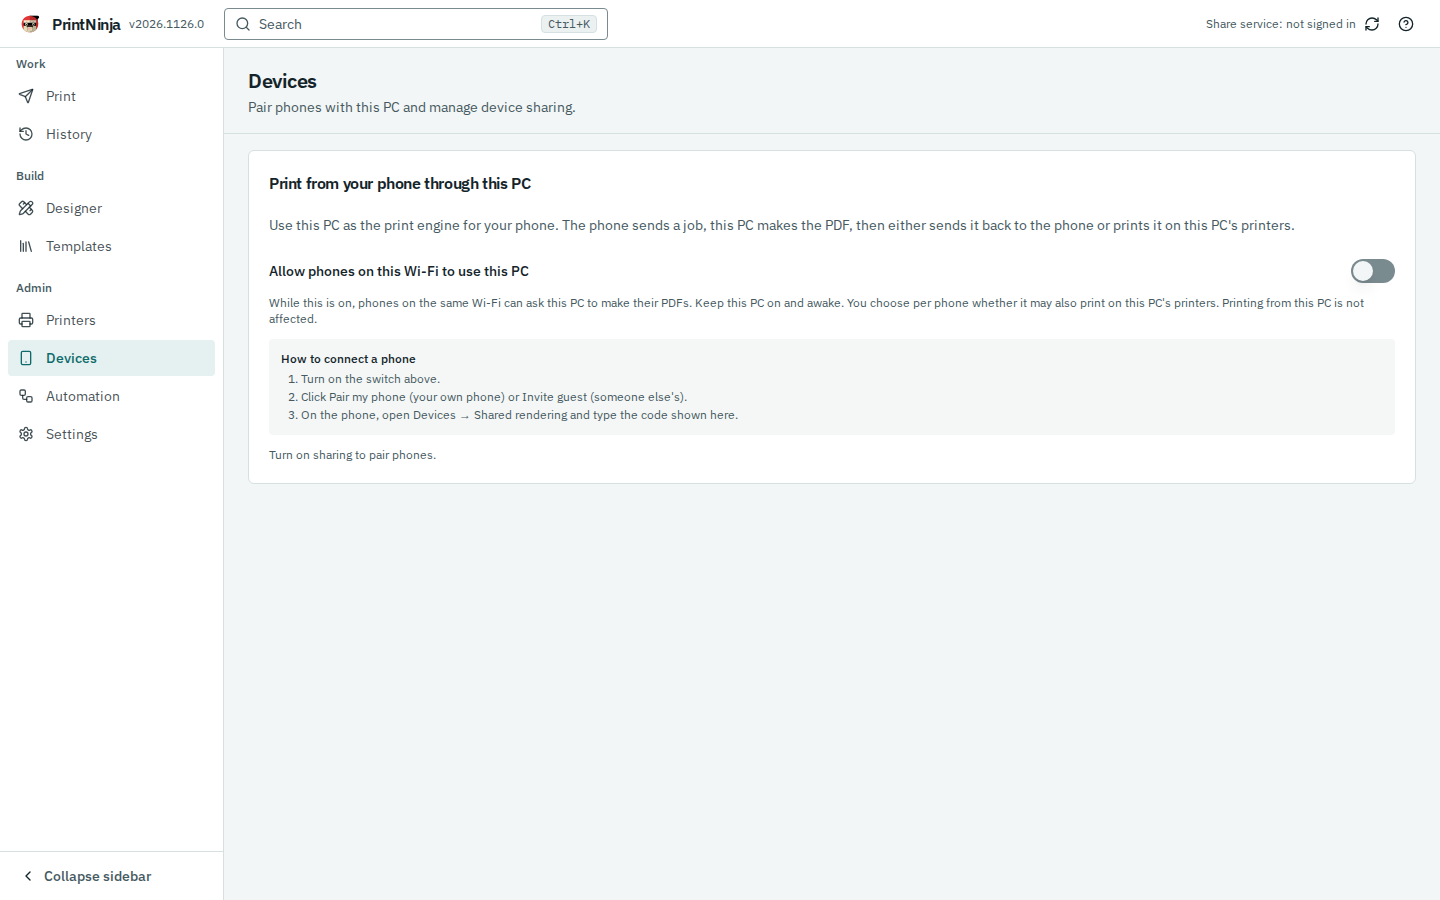 PrintNinja v2026.1126.0
Search Ctrl+K
Share service: not signed in
Work
Print
History
Build
Designer
Templates
Admin
Printers
Devices
Automation
Settings
Collapse sidebar
Devices
Pair phones with this PC and manage device sharing.
Print from your phone through this PC
Use this PC as the print engine for your phone. The phone sends a job, this PC makes the PDF, then either sends it back to the phone or prints it on this PC's printers.
Allow phones on this Wi-Fi to use this PC
While this is on, phones on the same Wi-Fi can ask this PC to make their PDFs. Keep this PC on and awake. You choose per phone whether it may also print on this PC's printers. Printing from this PC is not
affected.
How to connect a phone
1. Turn on the switch above.
2. Click Pair my phone (your own phone) or Invite guest (someone else's).
3. On the phone, open Devices → Shared rendering and type the code shown here.
Turn on sharing to pair phones.